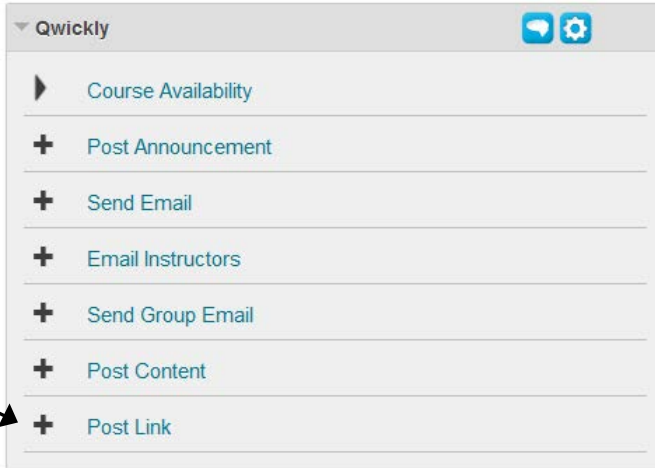 Qwickly
Course Availability
Post Announcement
Send Email
Email Instructors
Send Group Email
Post Content
Post Link